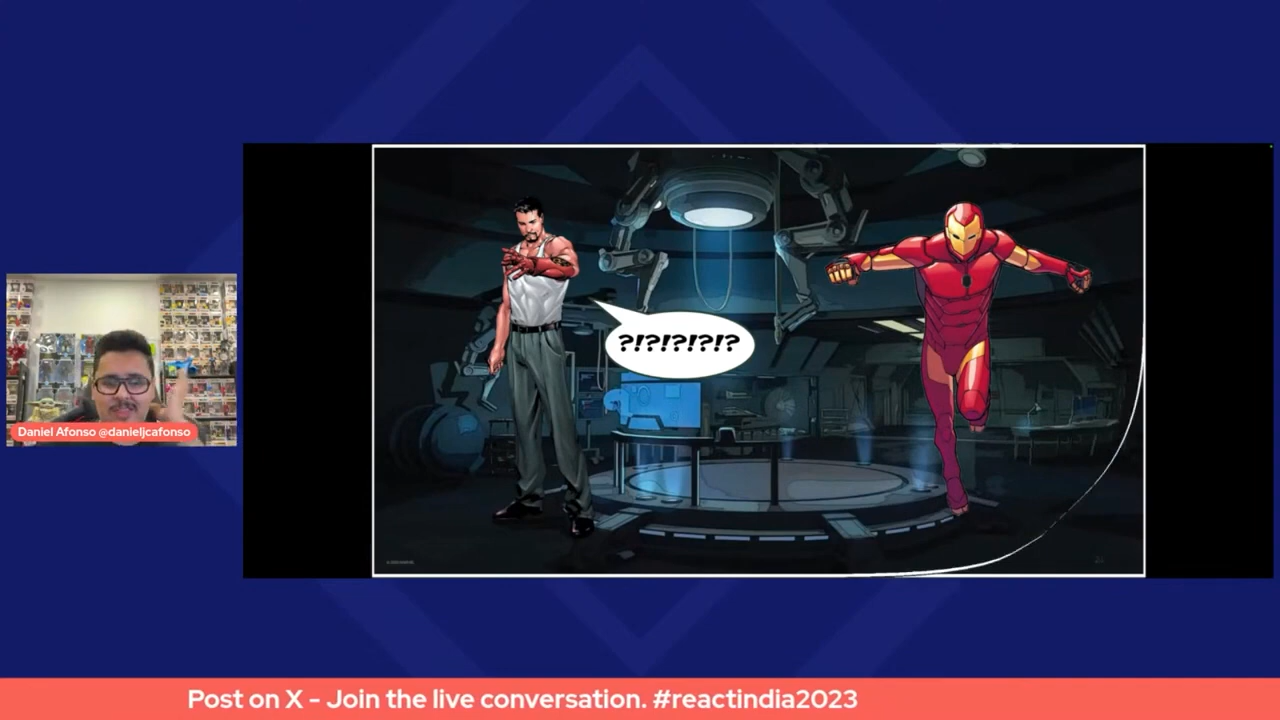 ?!?!?!?!?
Daniel Afonso @danieljcafonso
Post on X - Join the live conversation. #reactindia2023